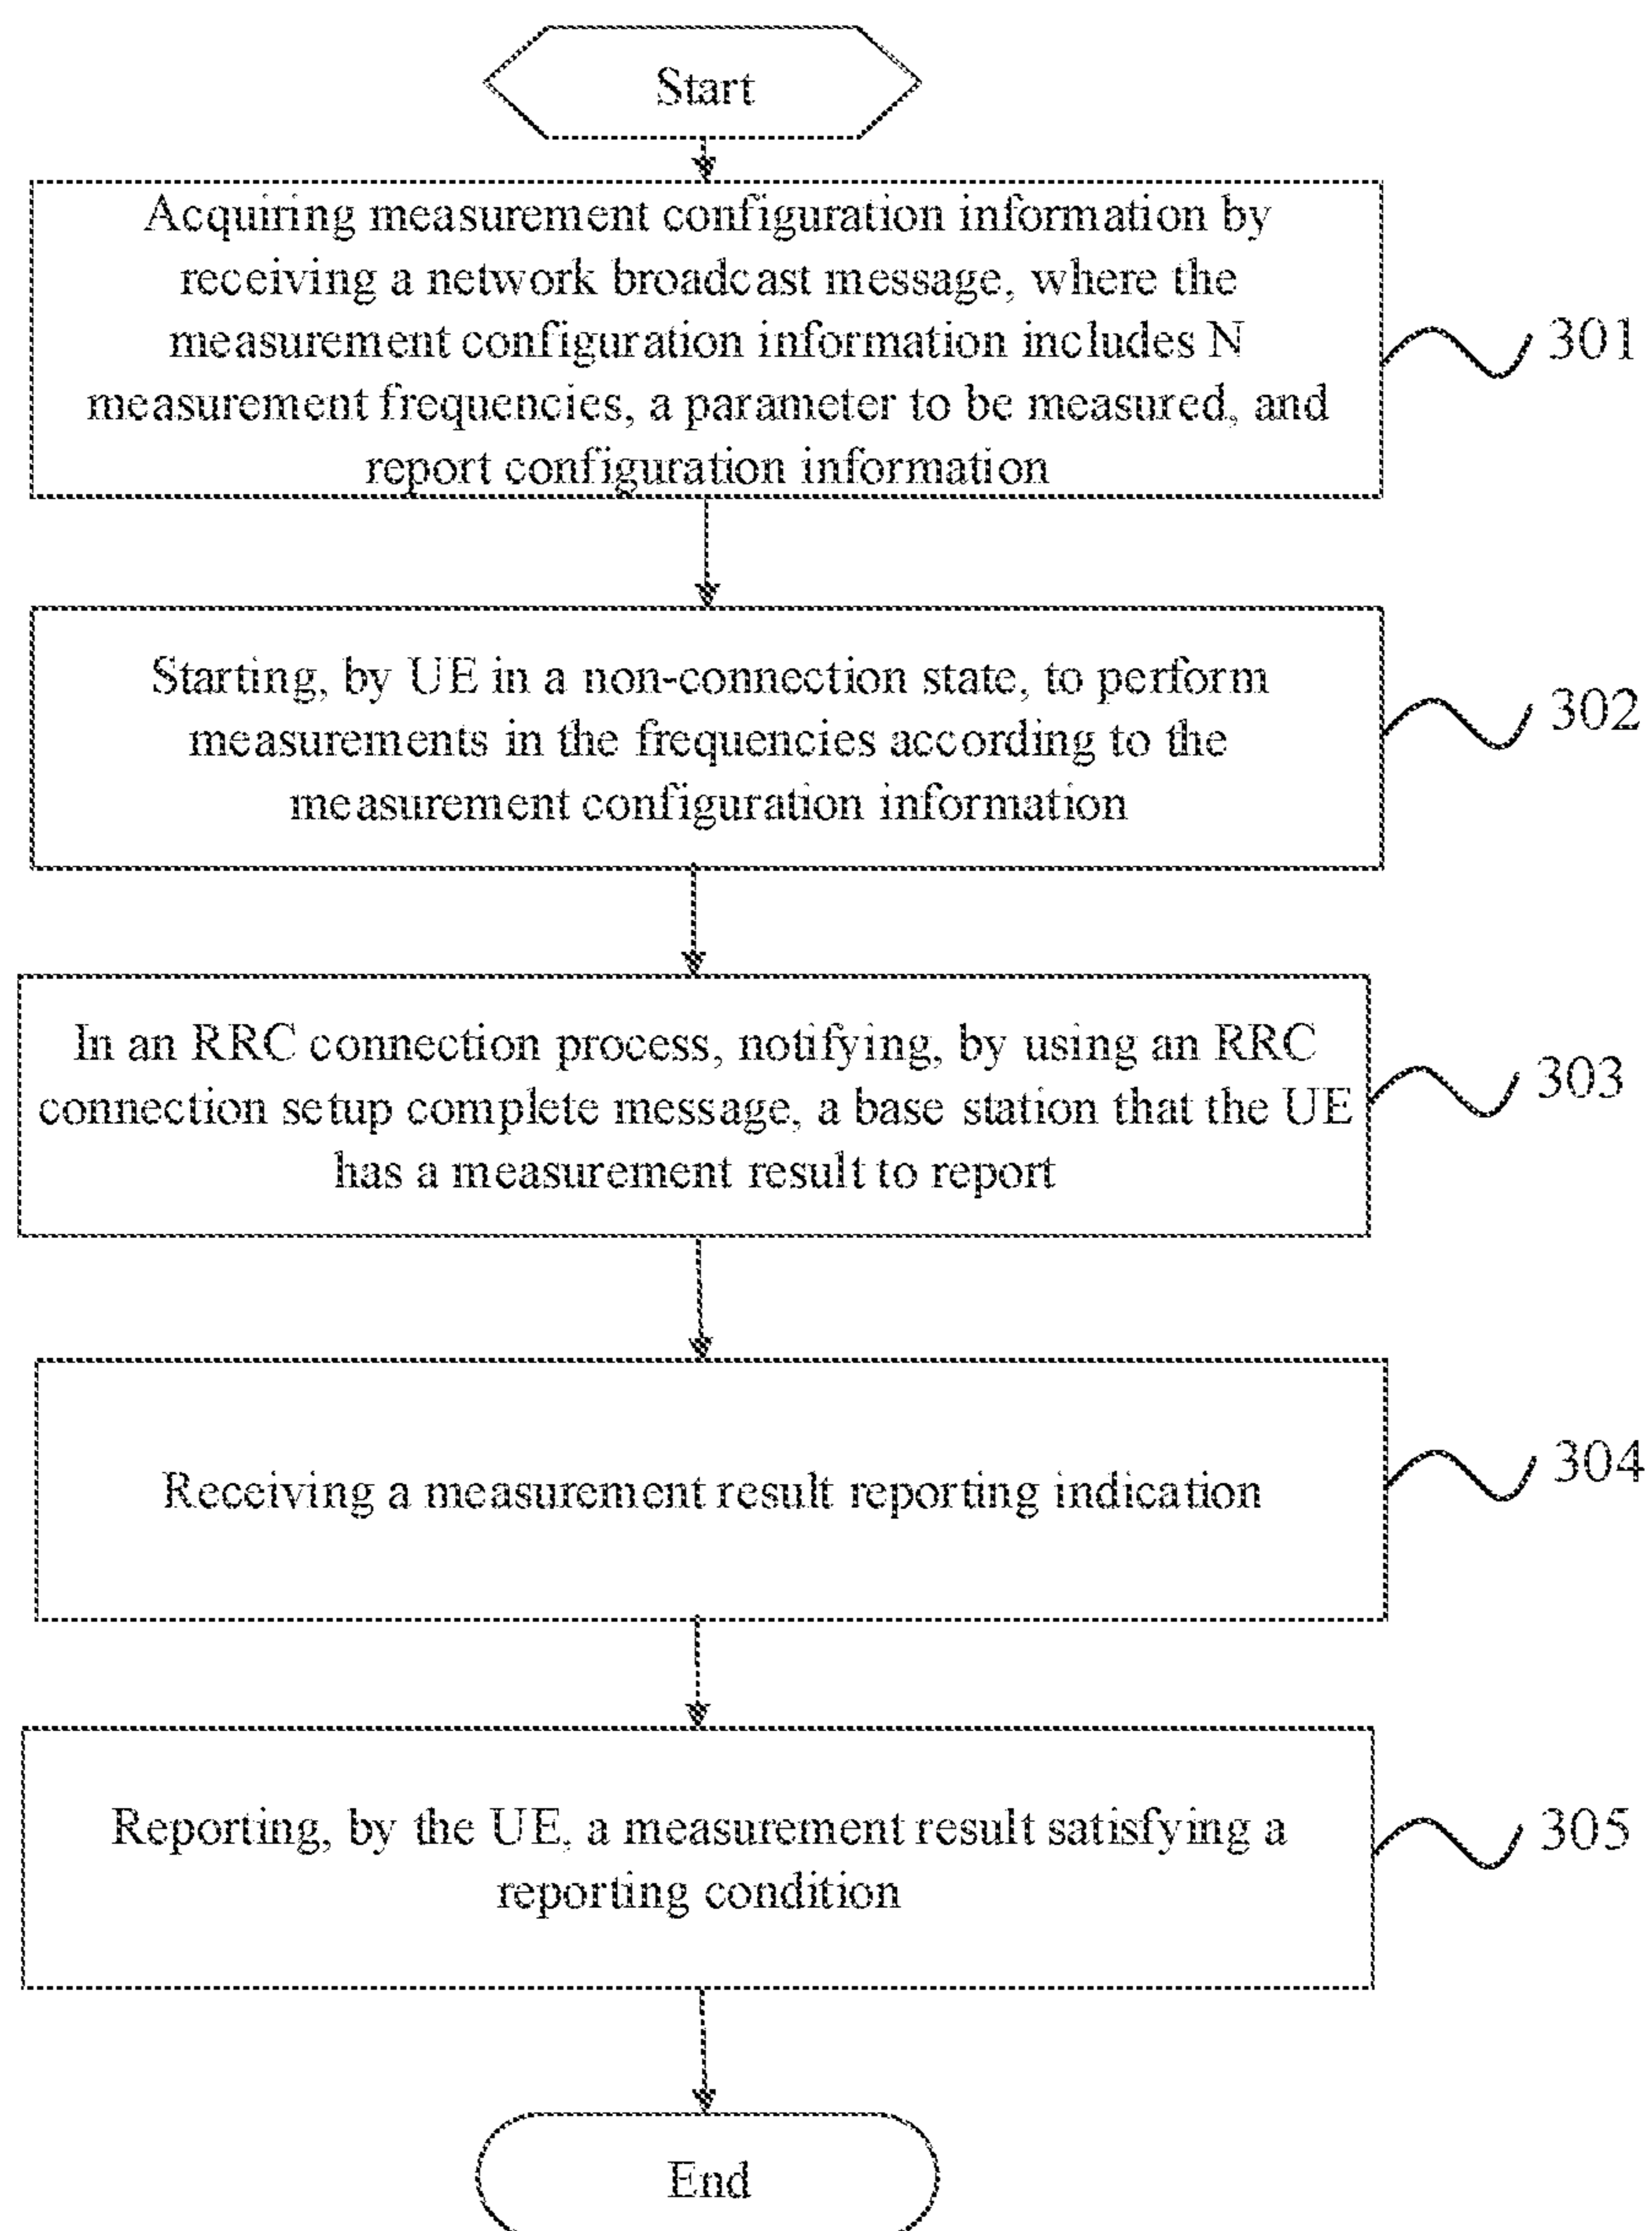 Start
Acquiring measurement configuration information by
receiving a network broadcast message, where the
measurement configuration information includes N
measurement frequencies, a parameter to be measured, and
report configuration information
301
Starting, by UE in a non-connection state, to perform
measurements in the frequencies according to the
measurement configuration information
302
In an RRC connection process, notifying, by using an RRC
connection setup complete message, a base station that the UE
has a measurement result to report
303
Receiving a measurement result reporting indication
304
Reporting, by the UE, a measurement result satisfying a
reporting condition
305
End